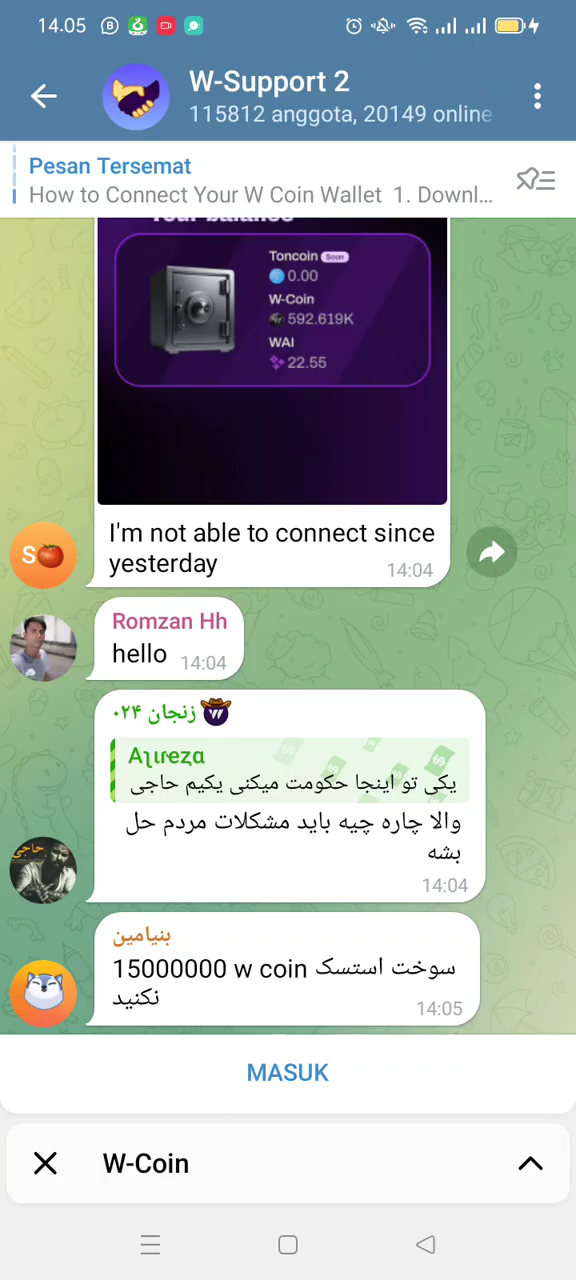 14.05
W-Support 2
115812 anggota, 20149 online
Pesan Tersemat
How to Connect Your W Coin Wallet 1. Downl...
Your balance
Toncoin Soon
0.00
W-Coin
592.619K
WAI
22.55
I'm not able to connect since
yesterday 14:04
S
Romzan Hh
hello 14:04
زنجان ۰۲۴
Aʅιɾҽȥα
یکی تو اینجا حکومت میکنی یکیم حاجی
والا چاره چیه باید مشکلات مردم حل
بشه
14:04
حاجی
بنیامین
15000000 w coin سوخت استسک
نکنید 14:05
MASUK
W-Coin